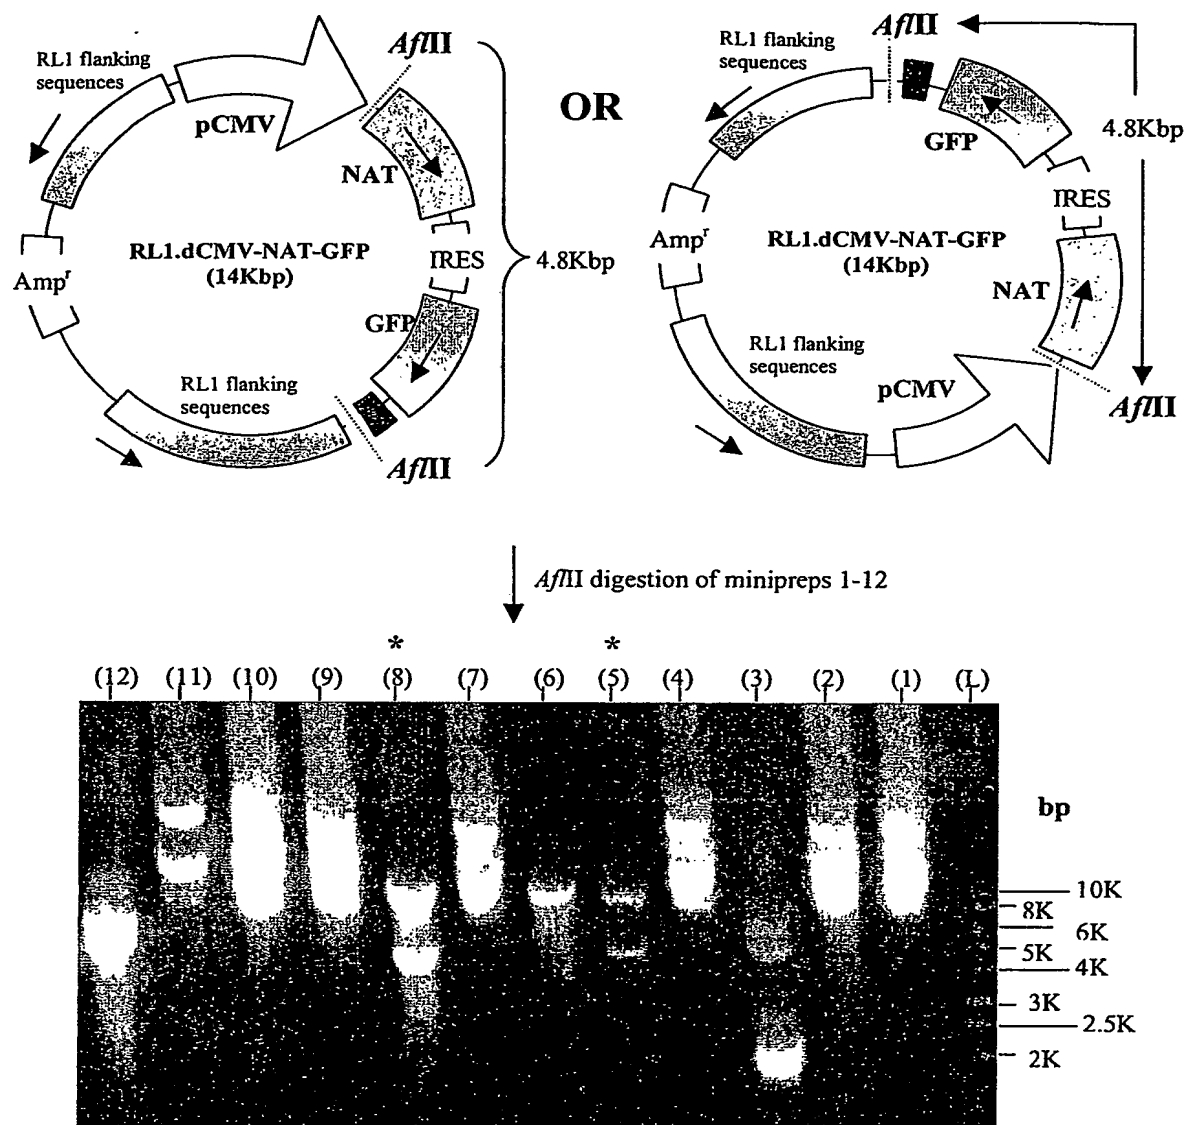 RL1 flanking
sequences
AflII
pCMV
NAT
RL1.dCMV-NAT-GFP
(14Kbp)
IRES
4.8Kbp
Ampr
GFP
RL1 flanking
sequences
AflII
OR
RL1 flanking
sequences
AflII
GFP
4.8Kbp
IRES
Ampr
RL1.dCMV-NAT-GFP
(14Kbp)
NAT
RL1 flanking
sequences
pCMV
AflII
AflII digestion of minipreps 1-12
* *
(12) (11) (10) (9) (8) (7) (6) (5) (4) (3) (2) (1) (L)
bp
10K
8K
6K
5K
4K
3K
2.5K
2K